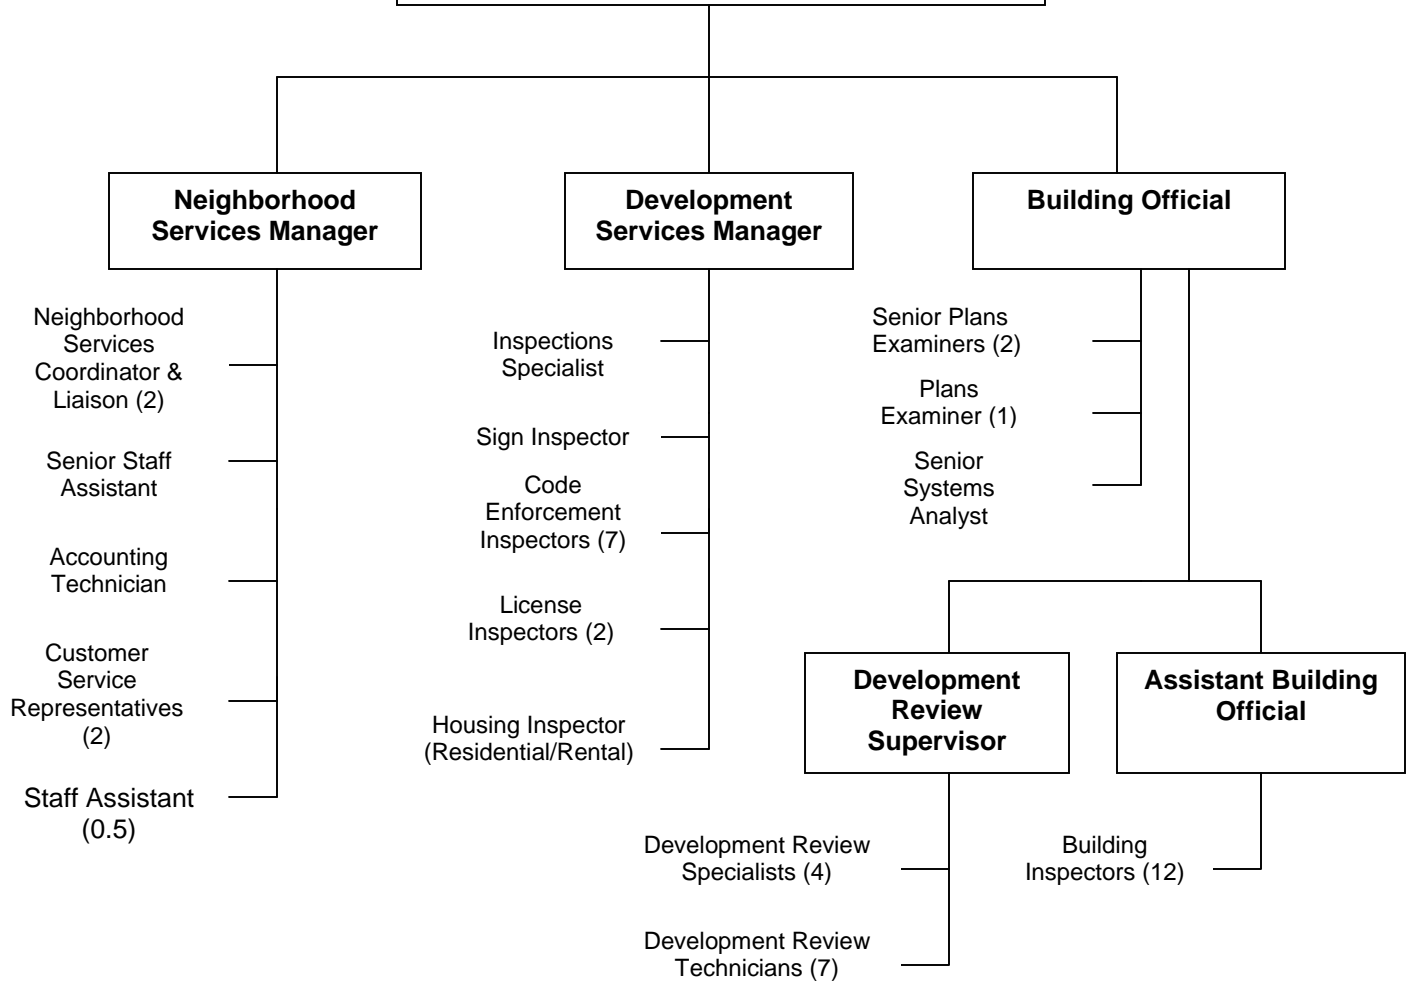 Neighborhood
Services Manager
Development
Services Manager
Building Official
Neighborhood
Services
Coordinator &
Liaison (2)
Senior Staff
Assistant
Accounting
Technician
Customer
Service
Representatives
(2)
Staff Assistant
(0.5)
Inspections
Specialist
Sign Inspector
Code
Enforcement
Inspectors (7)
License
Inspectors (2)
Housing Inspector
(Residential/Rental)
Senior Plans
Examiners (2)
Plans
Examiner (1)
Senior
Systems
Analyst
Development
Review
Supervisor
Assistant Building
Official
Development Review
Specialists (4)
Development Review
Technicians (7)
Building
Inspectors (12)